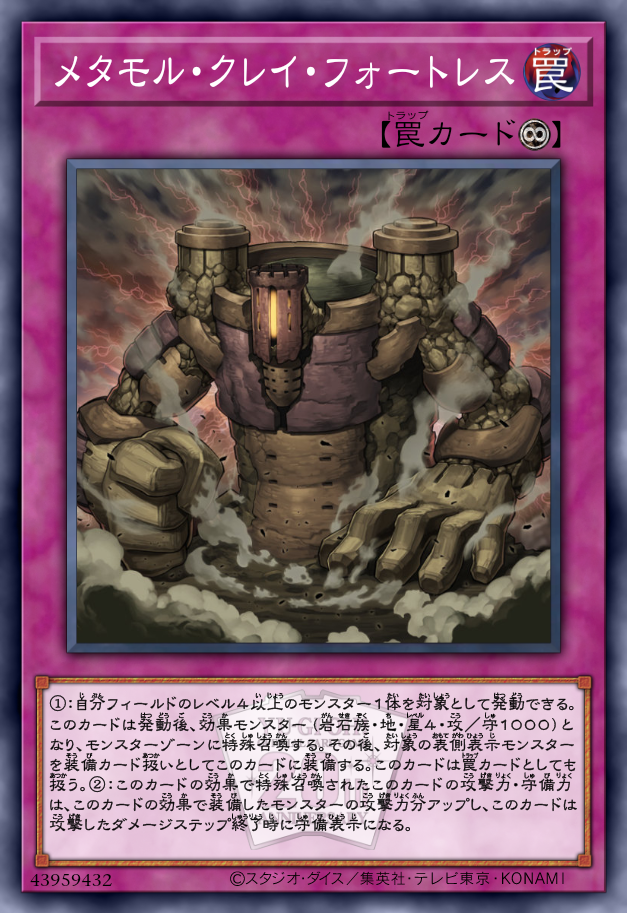 メタモル・クレイ・フォートレス
トラップ
罠
トラップ
【罠カード】
①：自分フィールドのレベル４以上のモンスター１体を対象として発動できる。
このカードは発動後、効果モンスター（岩石族・地・星４・攻／守１０００）と
なり、モンスターゾーンに特殊召喚する。その後、対象の表側表示モンスター
を装備カード扱いとしてこのカードに装備する。このカードは罠カードとしても
扱う。②：このカードの効果で特殊召喚されたこのカードの攻撃力・守備力
は、このカードの効果で装備したモンスターの攻撃力分アップし、このカードは
攻撃したダメージステップ終了時に守備表示になる。
43959432
©スタジオ・ダイス／集英社・テレビ東京・KONAMI